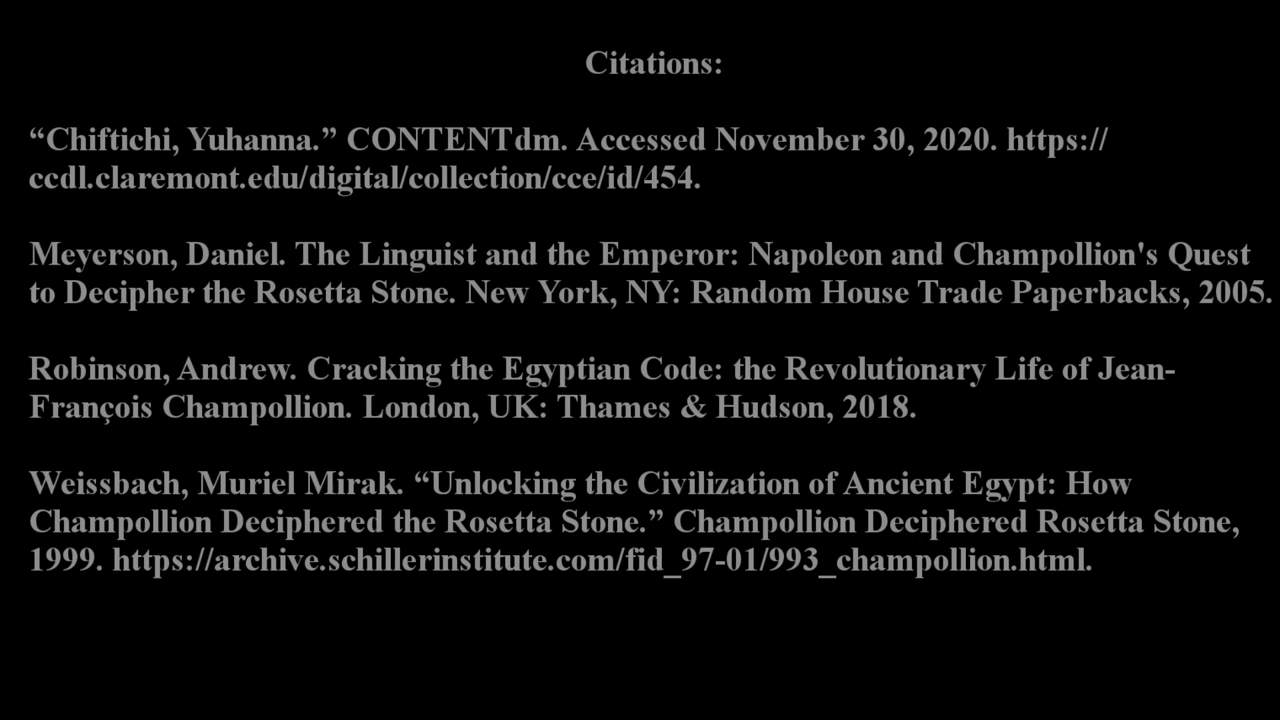 Citations:
“Chiftichi, Yuhanna.” CONTENTdm. Accessed November 30, 2020. https://
ccdl.claremont.edu/digital/collection/cce/id/454.
Meyerson, Daniel. The Linguist and the Emperor: Napoleon and Champollion's Quest
to Decipher the Rosetta Stone. New York, NY: Random House Trade Paperbacks, 2005.
Robinson, Andrew. Cracking the Egyptian Code: the Revolutionary Life of Jean-
François Champollion. London, UK: Thames & Hudson, 2018.
Weissbach, Muriel Mirak. “Unlocking the Civilization of Ancient Egypt: How
Champollion Deciphered the Rosetta Stone.” Champollion Deciphered Rosetta Stone,
1999. https://archive.schillerinstitute.com/fid_97-01/993_champollion.html.